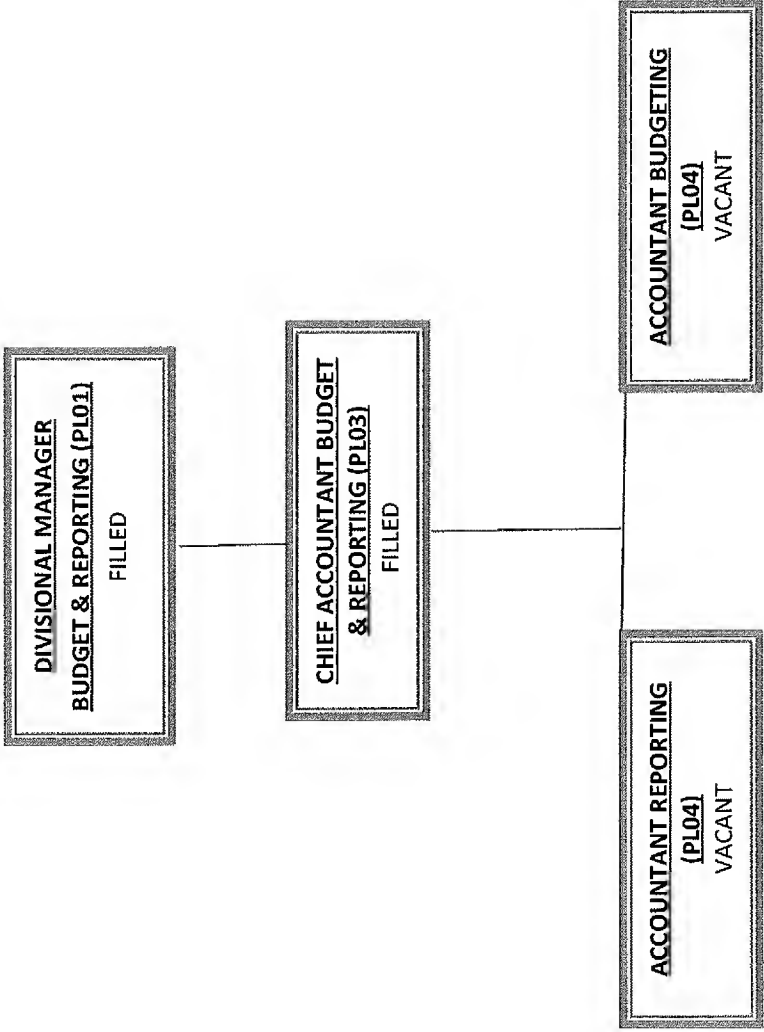 DIVISIONAL MANAGER
BUDGET & REPORTING (PL01)
FILLED
CHIEF ACCOUNTANT BUDGET
& REPORTING (PL03)
FILLED
ACCOUNTANT REPORTING
(PL04)
VACANT
ACCOUNTANT BUDGETING
(PL04)
VACANT